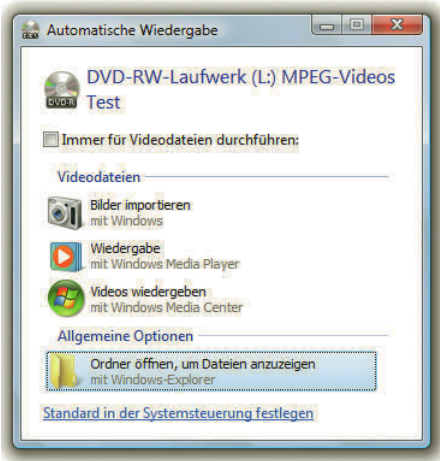 Automatische Wiedergabe
DVD-RW-Laufwerk (L:) MPEG-Videos
Test
DVD-R
Immer für Videodateien durchführen:
Videodateien
Bilder importieren
mit Windows
Wiedergabe
mit Windows Media Player
Videos wiedergeben
mit Windows Media Center
Allgemeine Optionen
Ordner öffnen, um Dateien anzuzeigen
mit Windows-Explorer
Standard in der Systemsteuerung festlegen